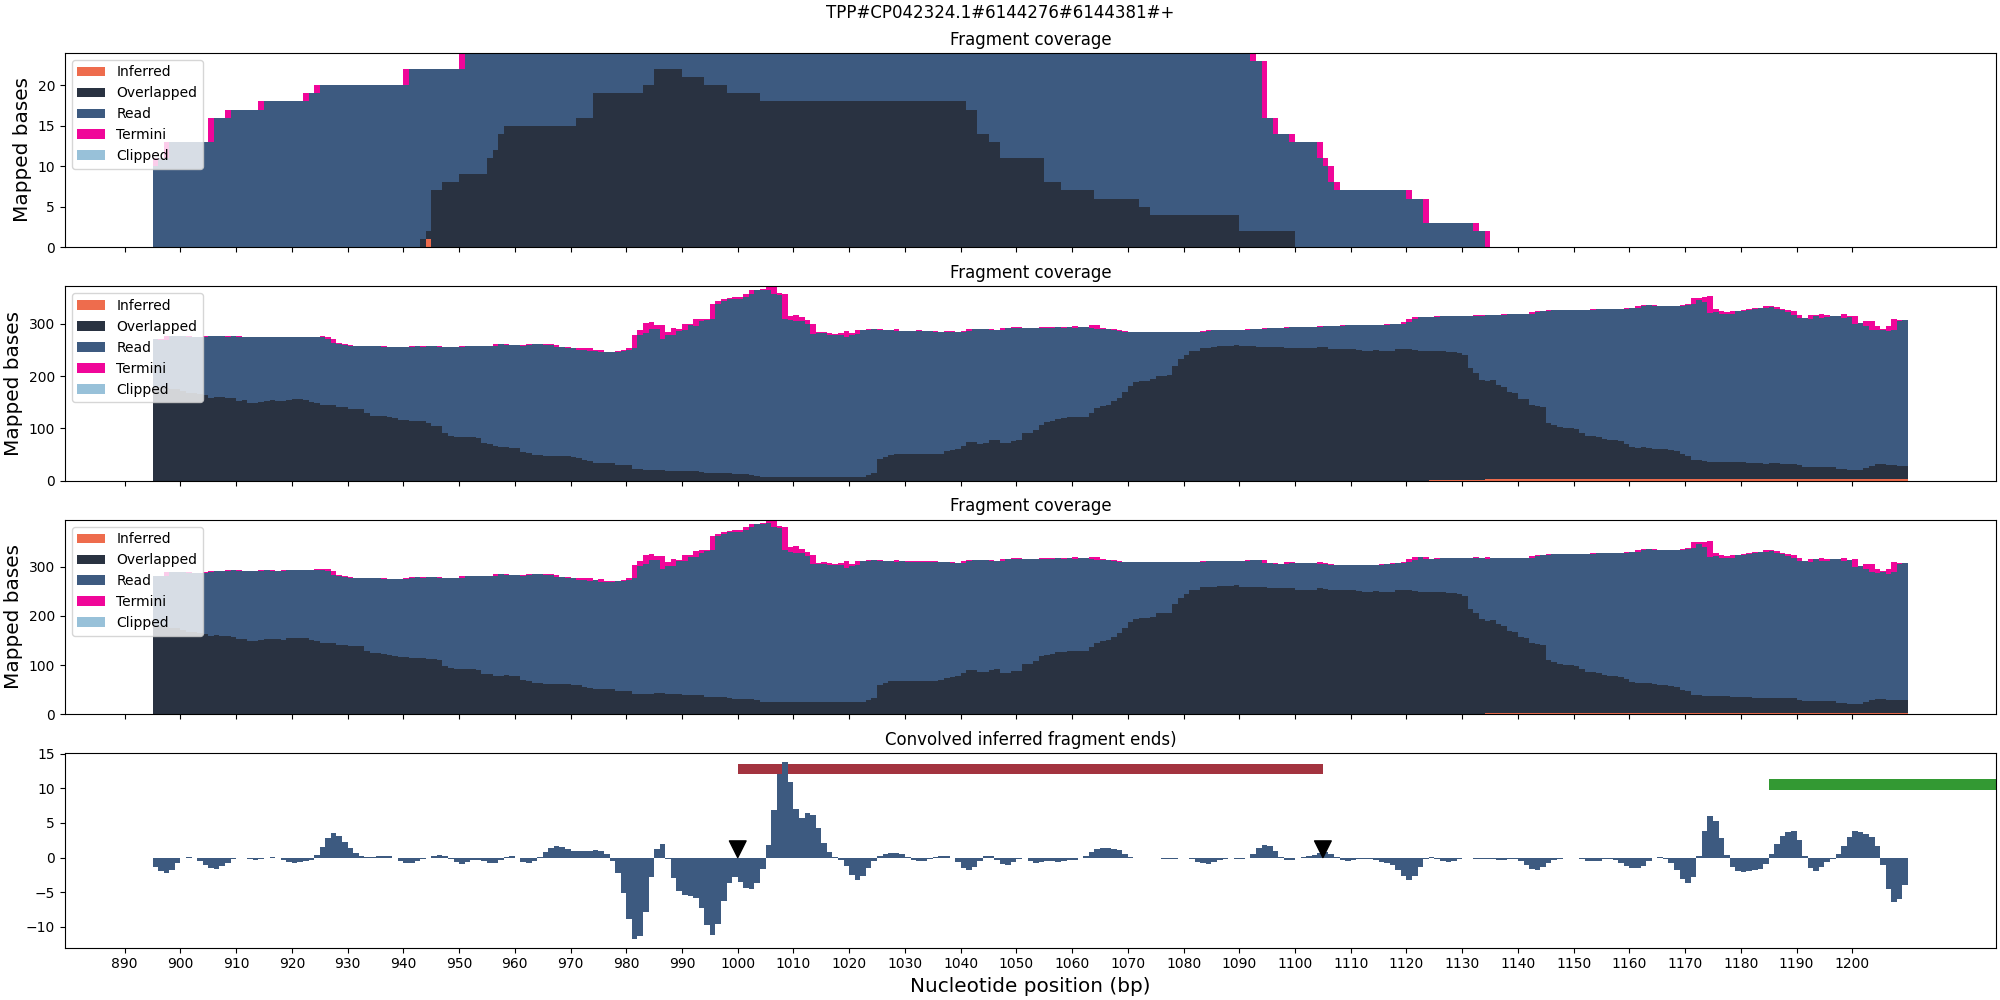 TPP#CP042324.1#6144276#6144381#+
Fragment coverage
Mapped bases
20
15
10
5
0
Inferred
Overlapped
Read
Termini
Clipped
Fragment coverage
Mapped bases
300
200
100
0
Inferred
Overlapped
Read
Termini
Clipped
Fragment coverage
Mapped bases
300
200
100
0
Inferred
Overlapped
Read
Termini
Clipped
Convolved inferred fragment ends)
15
10
5
0
−5
−10
890 900 910 920 930 940 950 960 970 980 990 1000 1010 1020 1030 1040 1050 1060 1070 1080 1090 1100 1110 1120 1130 1140 1150 1160 1170 1180 1190 1200
Nucleotide position (bp)